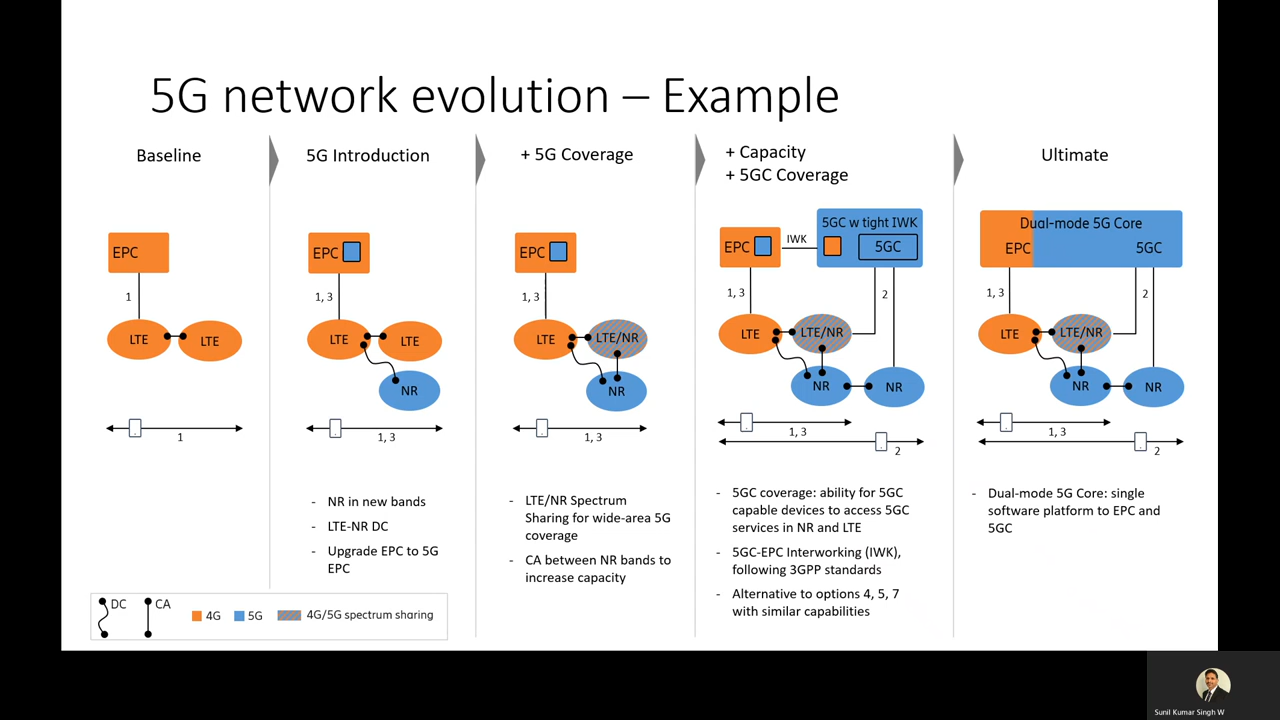 5G network evolution – Example
Baseline
5G Introduction
+ 5G Coverage
+ Capacity
+ 5GC Coverage
Ultimate
EPC
1
LTE
LTE
1
EPC
1, 3
LTE
LTE
NR
1, 3
- NR in new bands
- LTE-NR DC
- Upgrade EPC to 5G
EPC
EPC
1, 3
LTE
LTE/NR
NR
1, 3
- LTE/NR Spectrum
Sharing for wide-area 5G
coverage
- CA between NR bands to
increase capacity
5GC w tight IWK
EPC
IWK
5GC
1, 3
2
LTE
LTE/NR
NR
NR
1, 3
2
- 5GC coverage: ability for 5GC
capable devices to access 5GC
services in NR and LTE
- 5GC-EPC Interworking (IWK),
following 3GPP standards
- Alternative to options 4, 5, 7
with similar capabilities
Dual-mode 5G Core
EPC
5GC
1, 3
2
LTE
LTE/NR
NR
NR
1, 3
2
- Dual-mode 5G Core: single
software platform to EPC and
5GC
DC
CA
4G
5G
4G/5G spectrum sharing
Sunil Kumar Singh W